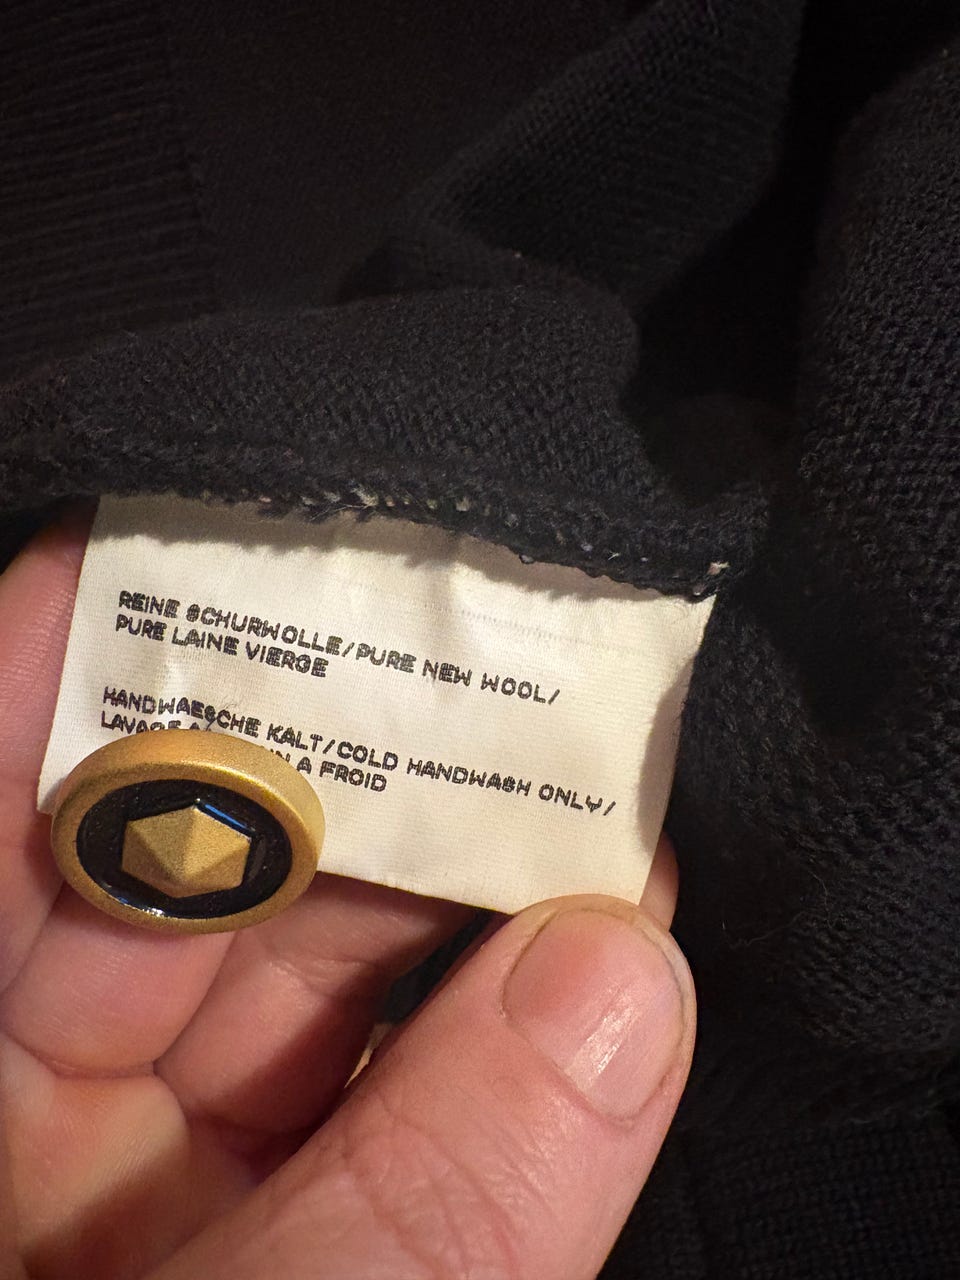 REINE SCHURWOLLE/PURE NEW WOOL/
PURE LAINE VIERGE
HANDWAESCHE KALT/COLD HANDWASH ONLY/
A FROID